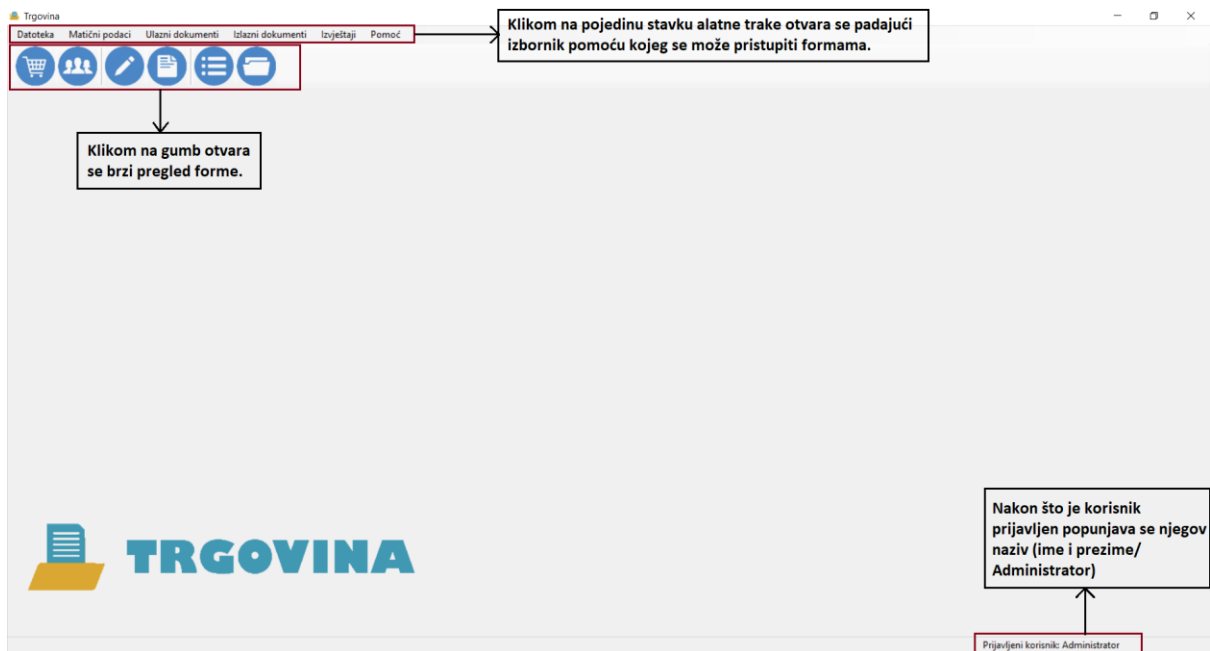 Trgovina
Datoteka Matični podaci Ulazni dokumenti Izlazni dokumenti Izvještaji Pomoć
Klikom na pojedinu stavku alatne trake otvara se padajući
izbornik pomoću kojeg se može pristupiti formama.
Klikom na gumb otvara
se brzi pregled forme.
TRGOVINA
Nakon što je korisnik
prijavljen popunjava se njegov
naziv (ime i prezime/
Administrator)
Prijavljeni korisnik: Administrator